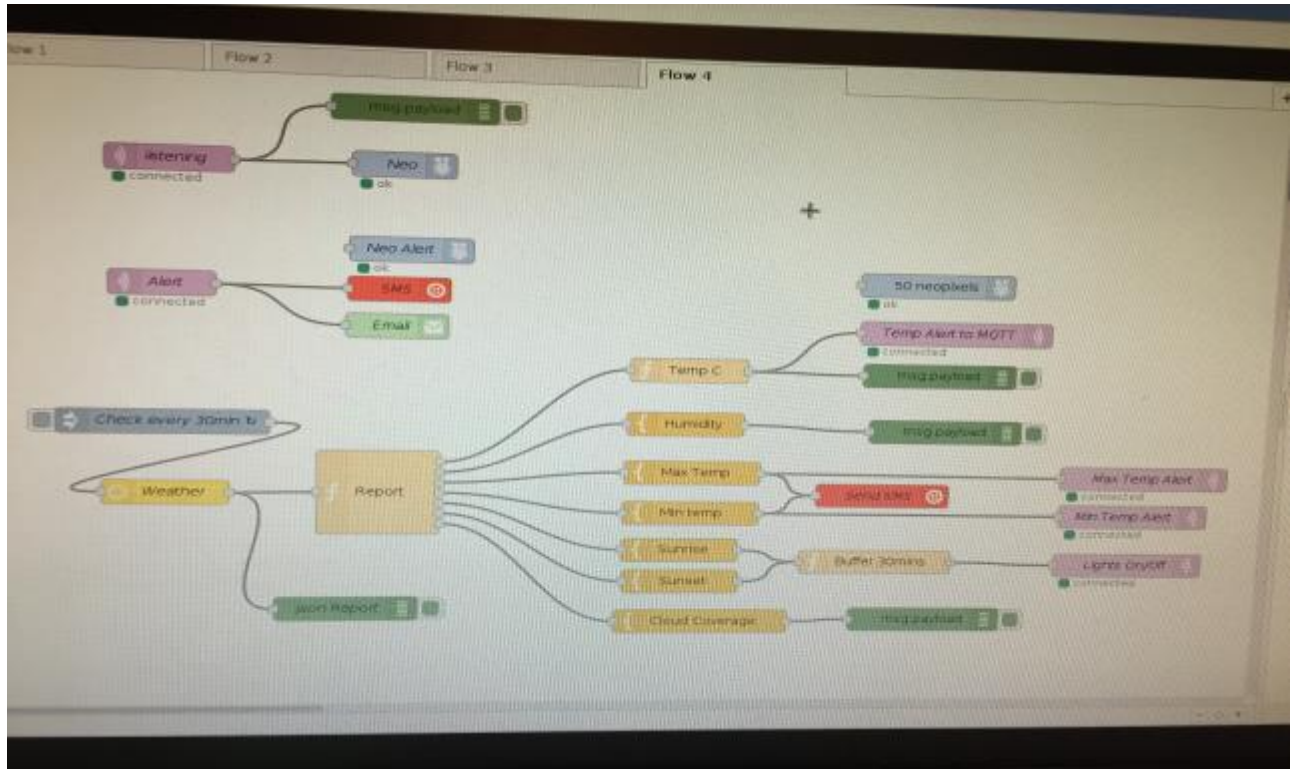 Flow 1
Flow 2
Flow 3
Flow 4
msg.payload
listening
connected
Neo
ok
Neo Alert
ok
Alert
connected
SMS
Email
50 neopixels
ok
Temp Alert to MQTT
connected
Temp C
msg.payload
Check every 30min ↻
Humidity
msg.payload
Weather
Report
Max Temp
Max Temp Alert
connected
Send SMS
Min temp
Min Temp Alert
connected
Sunrise
Buffer 30mins
Lights On/Off
connected
Sunset
json Report
Cloud Coverage
msg.payload